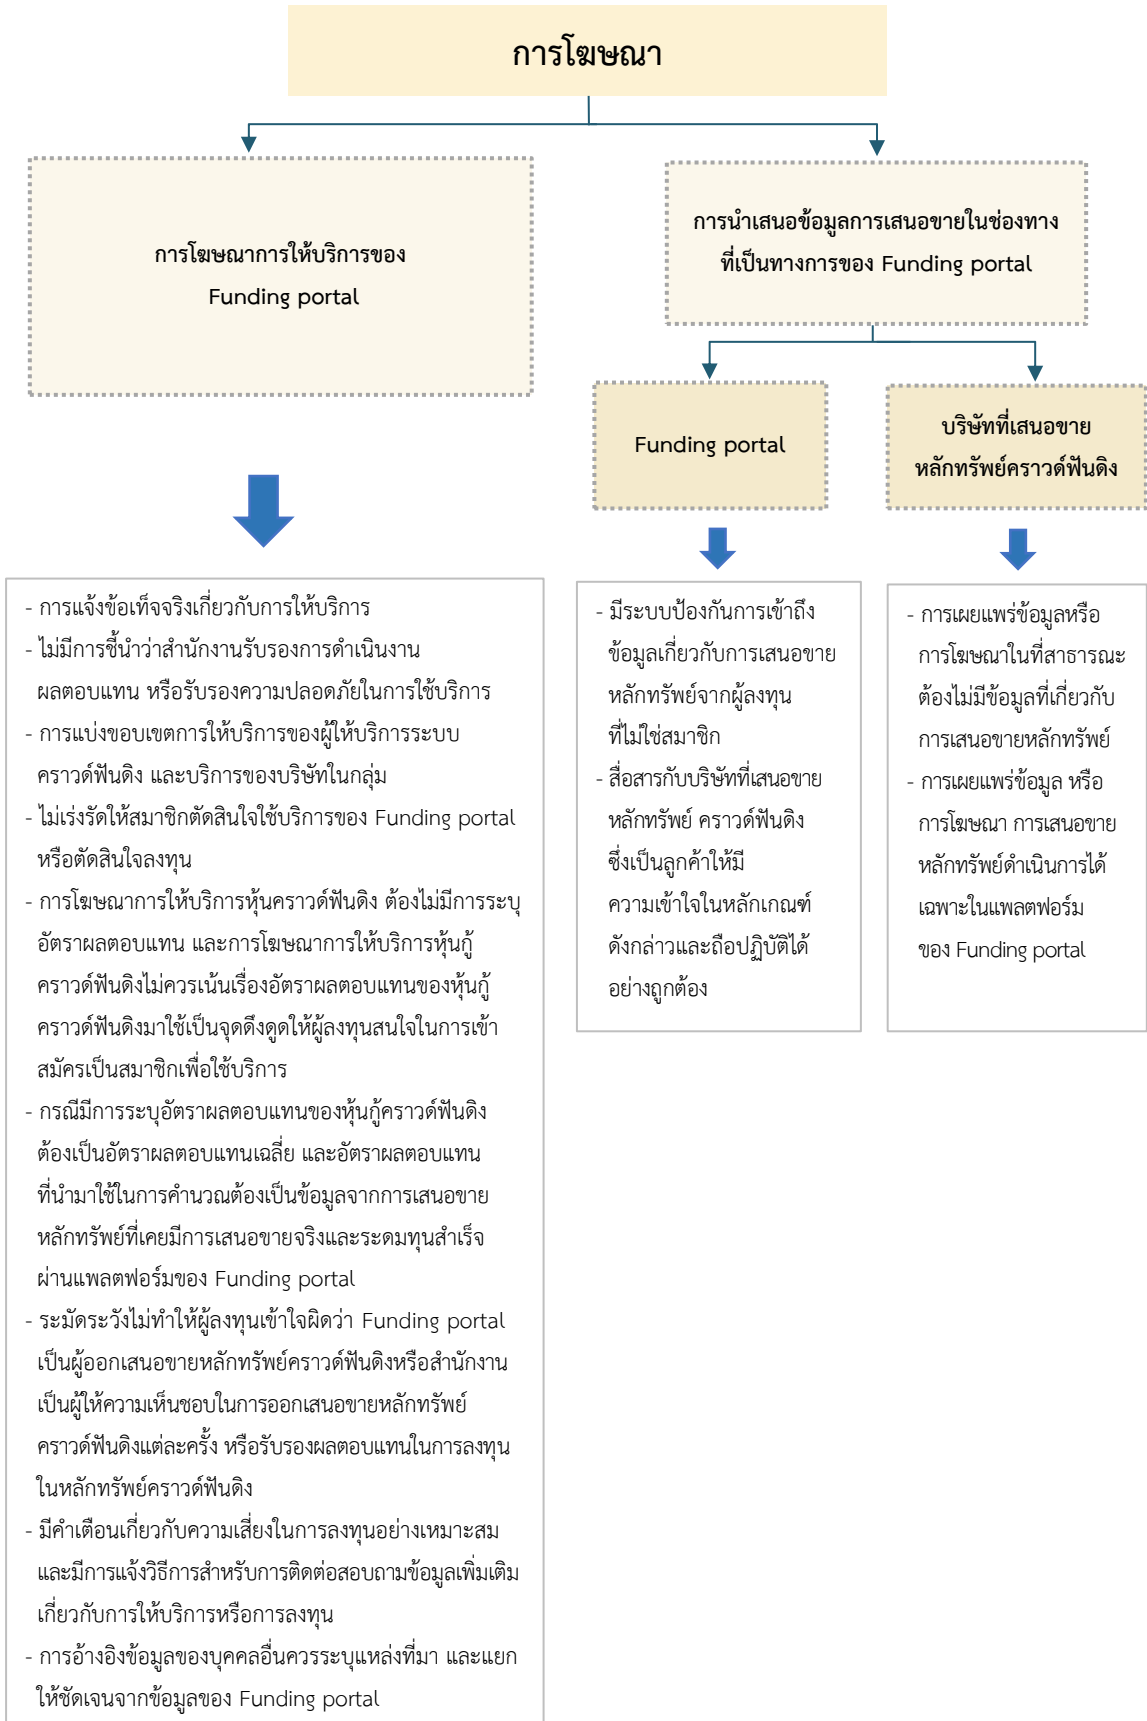 การโฆษณา
การโฆษณาการให้บริการของ
Funding portal
การนำเสนอข้อมูลการเสนอขายในช่องทาง
ที่เป็นทางการของ Funding portal
Funding portal
บริษัทที่เสนอขาย
หลักทรัพย์คราวด์ฟันดิง
- การแจ้งข้อเท็จจริงเกี่ยวกับการให้บริการ
- ไม่มีการชี้นำว่าสำนักงานรับรองการดำเนินงาน
ผลตอบแทน หรือรับรองความปลอดภัยในการใช้บริการ
- การแบ่งขอบเขตการให้บริการของผู้ให้บริการระบบ
คราวด์ฟันดิง และบริการของบริษัทในกลุ่ม
- ไม่เร่งรัดให้สมาชิกตัดสินใจใช้บริการของ Funding portal
หรือตัดสินใจลงทุน
- การโฆษณาการให้บริการหุ้นคราวด์ฟันดิง ต้องไม่มีการระบุ
อัตราผลตอบแทน และการโฆษณาการให้บริการหุ้นกู้
คราวด์ฟันดิงไม่ควรเน้นเรื่องอัตราผลตอบแทนของหุ้นกู้
คราวด์ฟันดิงมาใช้เป็นจุดดึงดูดให้ผู้ลงทุนสนใจในการเข้า
สมัครเป็นสมาชิกเพื่อใช้บริการ
- กรณีมีการระบุอัตราผลตอบแทนของหุ้นกู้คราวด์ฟันดิง
ต้องเป็นอัตราผลตอบแทนเฉลี่ย และอัตราผลตอบแทน
ที่นำมาใช้ในการคำนวณต้องเป็นข้อมูลจากการเสนอขาย
หลักทรัพย์ที่เคยมีการเสนอขายจริงและระดมทุนสำเร็จ
ผ่านแพลตฟอร์มของ Funding portal
- ระมัดระวังไม่ทำให้ผู้ลงทุนเข้าใจผิดว่า Funding portal
เป็นผู้ออกเสนอขายหลักทรัพย์คราวด์ฟันดิงหรือสำนักงาน
เป็นผู้ให้ความเห็นชอบในการออกเสนอขายหลักทรัพย์
คราวด์ฟันดิงแต่ละครั้ง หรือรับรองผลตอบแทนในการลงทุน
ในหลักทรัพย์คราวด์ฟันดิง
- มีคำเตือนเกี่ยวกับความเสี่ยงในการลงทุนอย่างเหมาะสม
และมีการแจ้งวิธีการสำหรับการติดต่อสอบถามข้อมูลเพิ่มเติม
เกี่ยวกับการให้บริการหรือการลงทุน
- การอ้างอิงข้อมูลของบุคคลอื่นควรระบุแหล่งที่มา และแยก
ให้ชัดเจนจากข้อมูลของ Funding portal
- มีระบบป้องกันการเข้าถึง
ข้อมูลเกี่ยวกับการเสนอขาย
หลักทรัพย์จากผู้ลงทุน
ที่ไม่ใช่สมาชิก
- สื่อสารกับบริษัทที่เสนอขาย
หลักทรัพย์ คราวด์ฟันดิง
ซึ่งเป็นลูกค้าให้มี
ความเข้าใจในหลักเกณฑ์
ดังกล่าวและถือปฏิบัติได้
อย่างถูกต้อง
- การเผยแพร่ข้อมูลหรือ
การโฆษณาในที่สาธารณะ
ต้องไม่มีข้อมูลที่เกี่ยวกับ
การเสนอขายหลักทรัพย์
- การเผยแพร่ข้อมูล หรือ
การโฆษณา การเสนอขาย
หลักทรัพย์ดำเนินการได้
เฉพาะในแพลตฟอร์ม
ของ Funding portal